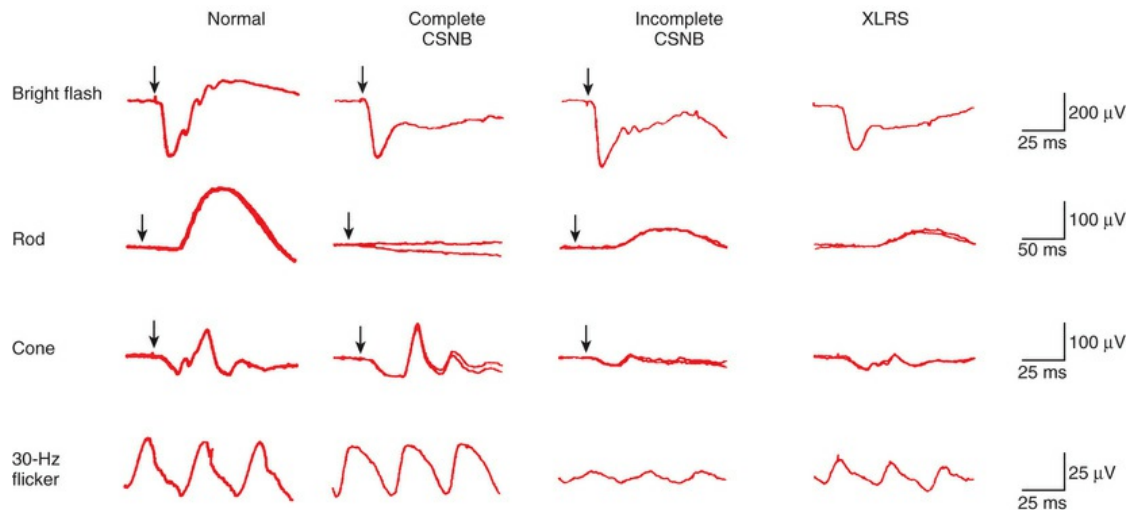 Normal
Complete
CSNB
Incomplete
CSNB
XLRS
Bright flash
200 µV
25 ms
Rod
100 µV
50 ms
Cone
100 µV
25 ms
30-Hz
flicker
25 µV
25 ms